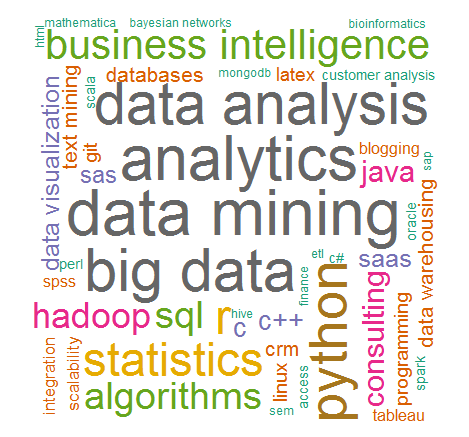 mathematica
bayesian networks
bioinformatics
html
business intelligence
databases
mongodb
latex
customer analysis
text mining
scala
data analysis
data visualization
git
analytics
blogging
sap
sas
java
data mining
oracle
data warehousing
perl
big data
etl
c#
saas
spss
finance
python
consulting
programming
hadoop
sql
r
hive
c
c++
spark
integration
scalability
statistics
crm
linux
access
algorithms
sem
tableau